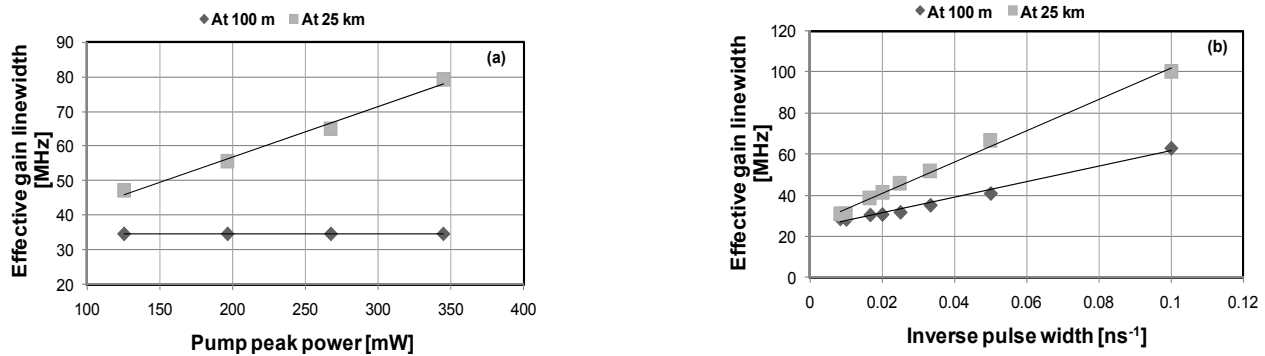 At 100 m At 25 km
(a)
Effective gain linewidth
[MHz]
90
80
70
60
50
40
30
20
100 150 200 250 300 350 400
Pump peak power [mW]
At 100 m At 25 km
(b)
Effective gain linewidth
[MHz]
120
100
80
60
40
20
0
0 0.02 0.04 0.06 0.08 0.1 0.12
Inverse pulse width [ns⁻¹]